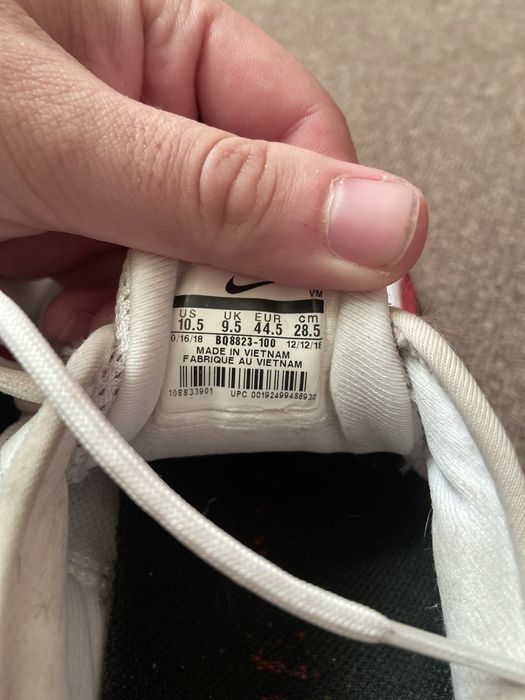 VM
US UK EUR cm
10.5 9.5 44.5 28.5
0/16/18 BQ8823-100 12/12/18
MADE IN VIETNAM
FABRIQUE AU VIETNAM
108833901 UPC 00192499488930